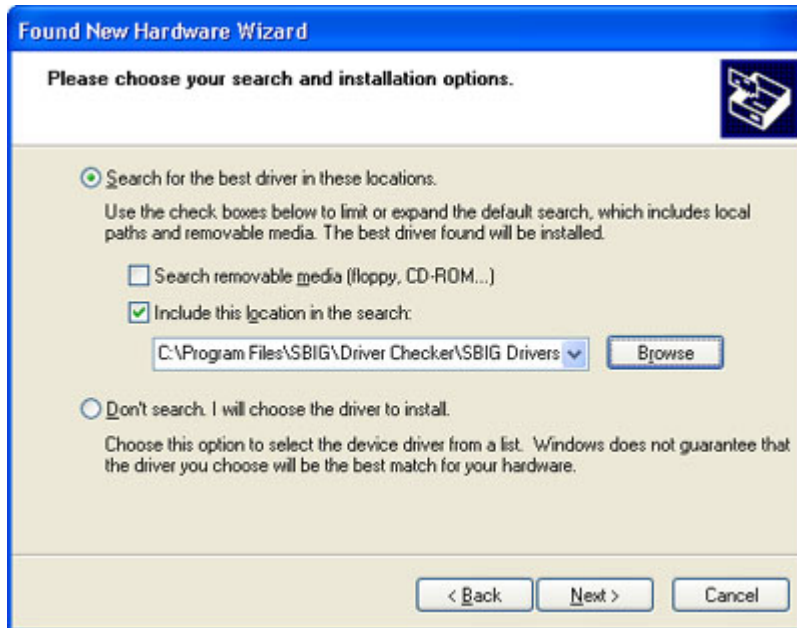 Found New Hardware Wizard
Please choose your search and installation options.
Search for the best driver in these locations.
Use the check boxes below to limit or expand the default search, which includes local
paths and removable media. The best driver found will be installed.
Search removable media (floppy, CD-ROM...)
Include this location in the search:
C:\Program Files\SBIG\Driver Checker\SBIG Drivers
Browse
Don't search. I will choose the driver to install.
Choose this option to select the device driver from a list. Windows does not guarantee that
the driver you choose will be the best match for your hardware.
< Back Next > Cancel